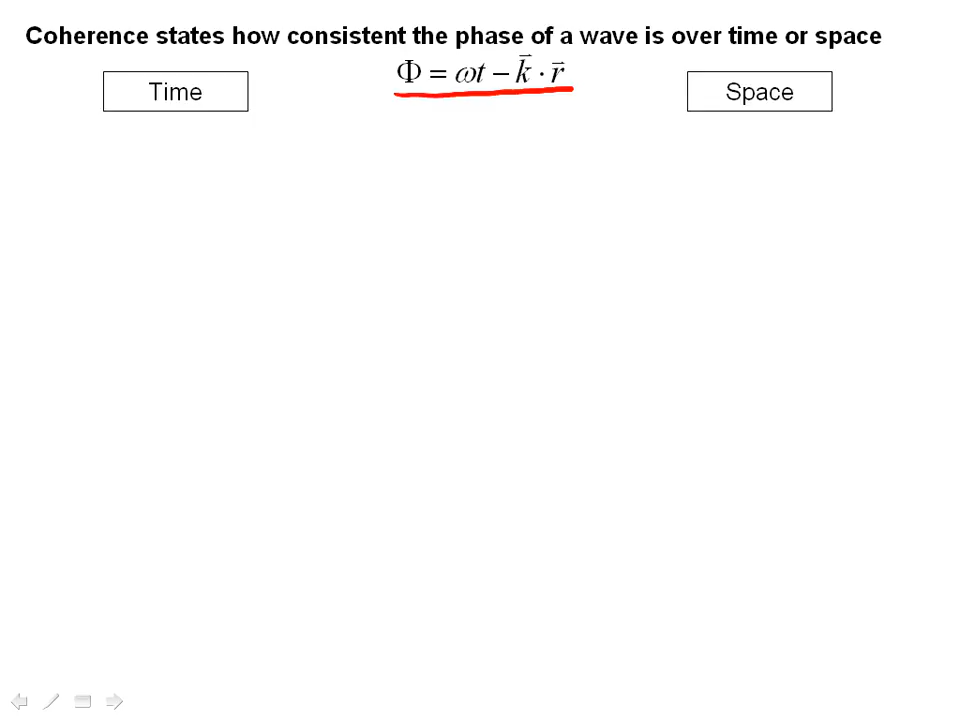 Coherence states how consistent the phase of a wave is over time or space
Φ = ωt − k⃗ · r⃗
Time
Space